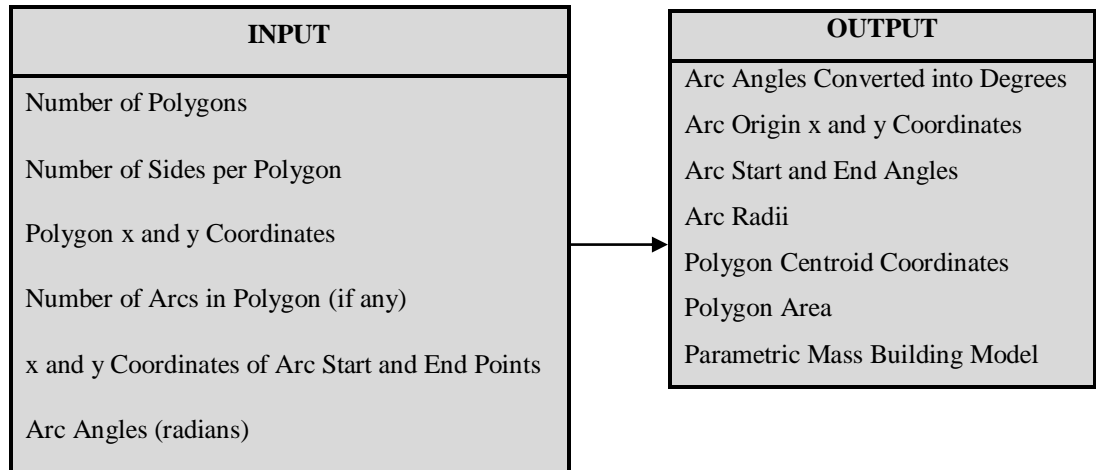 INPUT
Number of Polygons
Number of Sides per Polygon
Polygon x and y Coordinates
Number of Arcs in Polygon (if any)
x and y Coordinates of Arc Start and End Points
Arc Angles (radians)
OUTPUT
Arc Angles Converted into Degrees
Arc Origin x and y Coordinates
Arc Start and End Angles
Arc Radii
Polygon Centroid Coordinates
Polygon Area
Parametric Mass Building Model